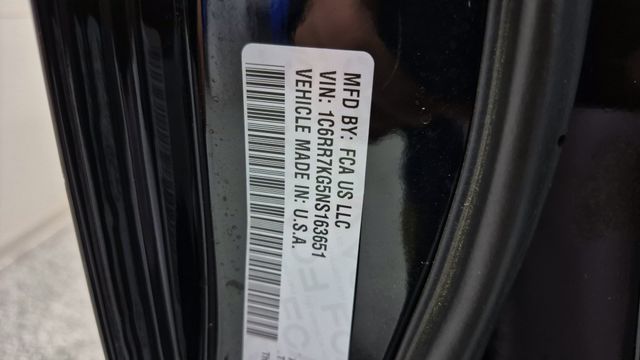 MFD BY: FCA US LLC
VIN: 1C6RR7KG5NS163651
VEHICLE MADE IN: U.S.A.